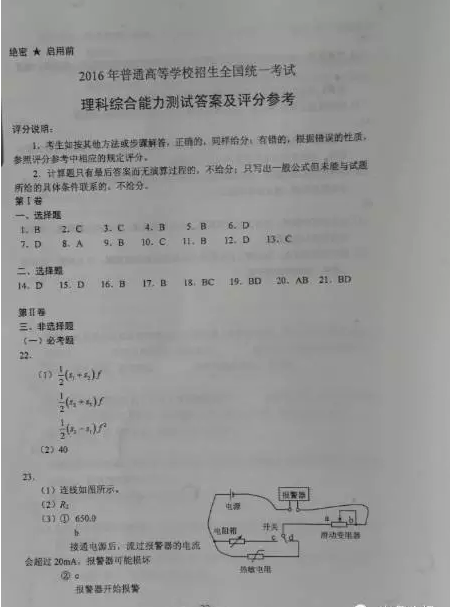 绝密 ★ 启用前
2016 年普通高等学校招生全国统一考试
理科综合能力测试答案及评分参考
评分说明:
1. 考生如按其他方法或步骤解答,正确的,同样给分;有错的,根据错误的性质,
参照评分参考中相应的规定评分。
2. 计算题只有最后答案而无演算过程的,不给分;只写出一般公式但未能与试题
所给的具体条件联系的,不给分。
第Ⅰ卷
一、选择题
1. B 2. C 3. C 4. B 5. B 6. D
7. D 8. A 9. B 10. C 11. B 12. D 13. C
二、选择题
14. D 15. D 16. B 17. B 18. BC 19. BD 20. AB 21. BD
第Ⅱ卷
三、非选择题
(一)必考题
22.
(1) 1/2(s₁+s₂)f
1/2(s₂+s₃)f
1/2(s₃-s₁)f²
(2) 40
23.
(1) 连线如图所示。
(2) R₂
(3) ① 650.0
b
接通电源后,流过报警器的电流
会超过 20mA,报警器可能损坏
② c
报警器开始报警
报警器
电源
电阻箱
开关
c d
a b
滑动变阻器
热敏电阻